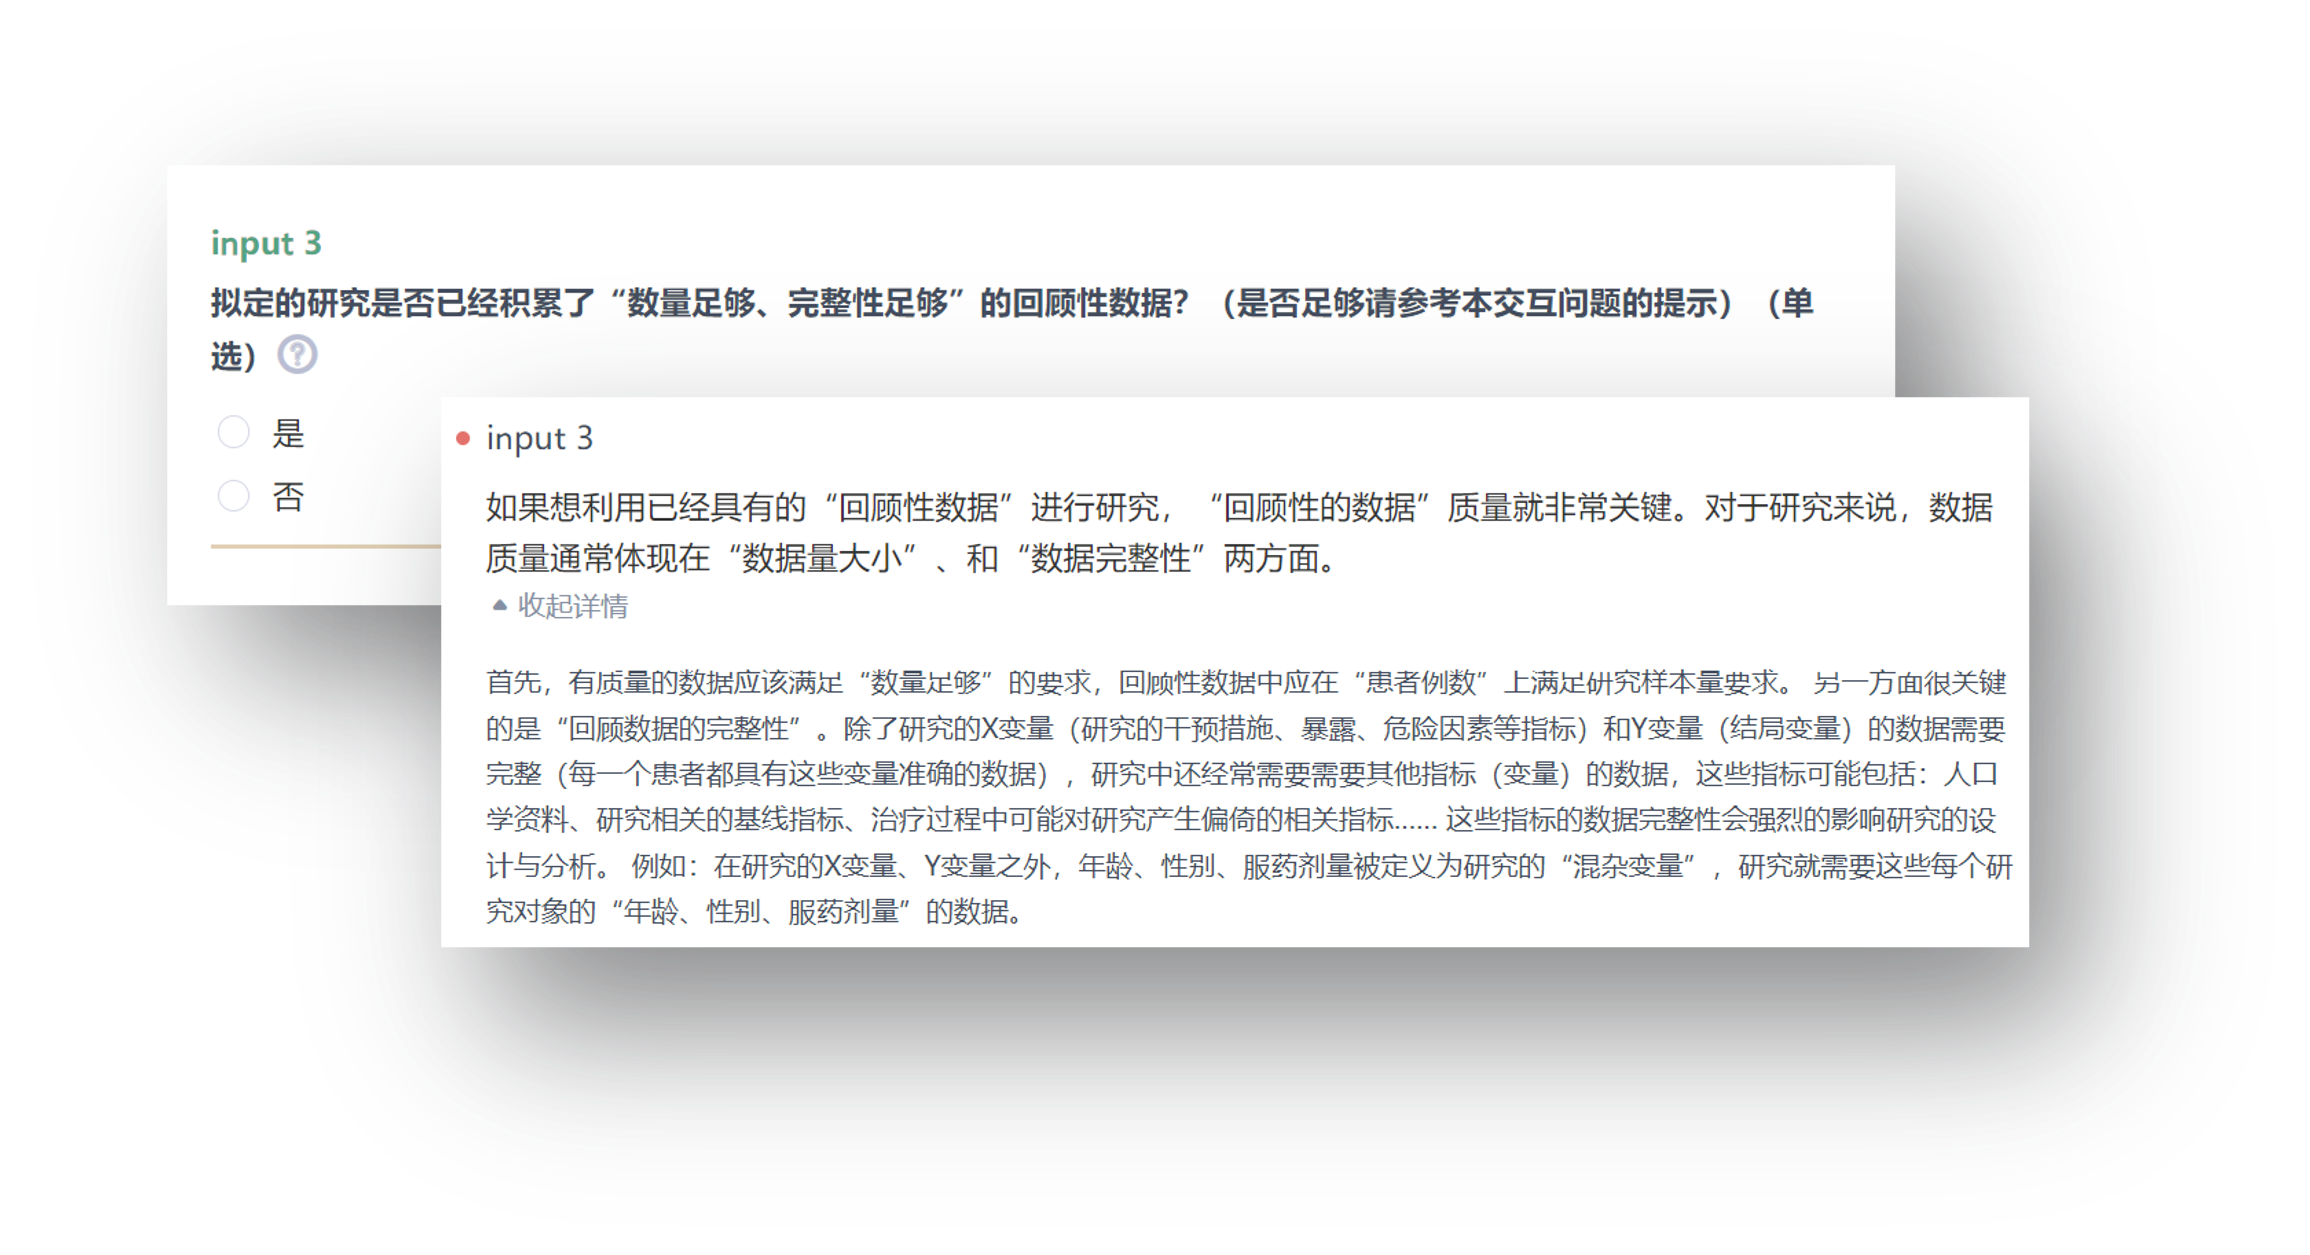 input 3
拟定的研究是否已经积累了“数量足够、完整性足够”的回顾性数据？（是否足够请参考本交互问题的提示）（单
选）
是
否
input 3
如果想利用已经具有的“回顾性数据”进行研究，“回顾性的数据”质量就非常关键。对于研究来说，数据
质量通常体现在“数据量大小”、和“数据完整性”两方面。
收起详情
首先，有质量的数据应该满足“数量足够”的要求，回顾性数据中应在“患者例数”上满足研究样本量要求。 另一方面很关键
的是“回顾数据的完整性”。除了研究的X变量（研究的干预措施、暴露、危险因素等指标）和Y变量（结局变量）的数据需要
完整（每一个患者都具有这些变量准确的数据），研究中还经常需要需要其他指标（变量）的数据，这些指标可能包括：人口
学资料、研究相关的基线指标、治疗过程中可能对研究产生偏倚的相关指标...... 这些指标的数据完整性会强烈的影响研究的设
计与分析。 例如：在研究的X变量、Y变量之外，年龄、性别、服药剂量被定义为研究的“混杂变量”，研究就需要这些每个研
究对象的“年龄、性别、服药剂量”的数据。